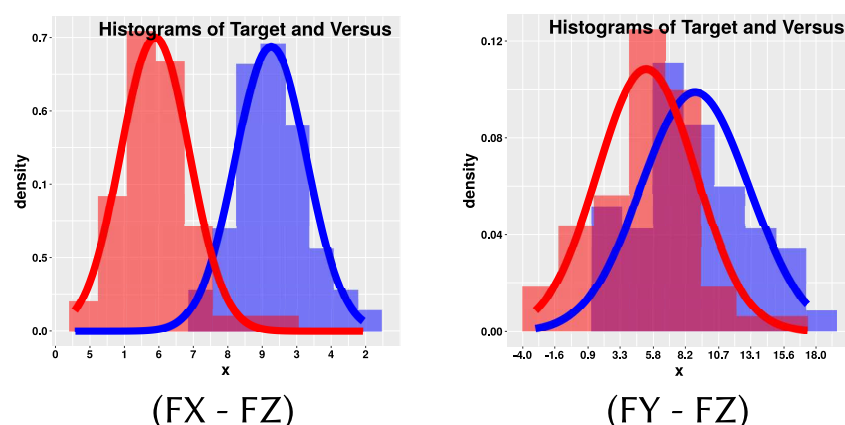 Histograms of Target and Versus
0.7
0.6
0.1
0.5
0.0
density
0 5 1 6 7 8 9 3 4 2
x
(FX - FZ)
Histograms of Target and Versus
0.12
0.08
0.04
0.00
density
-4.0 -1.6 0.9 3.3 5.8 8.2 10.7 13.1 15.6 18.0
x
(FY - FZ)